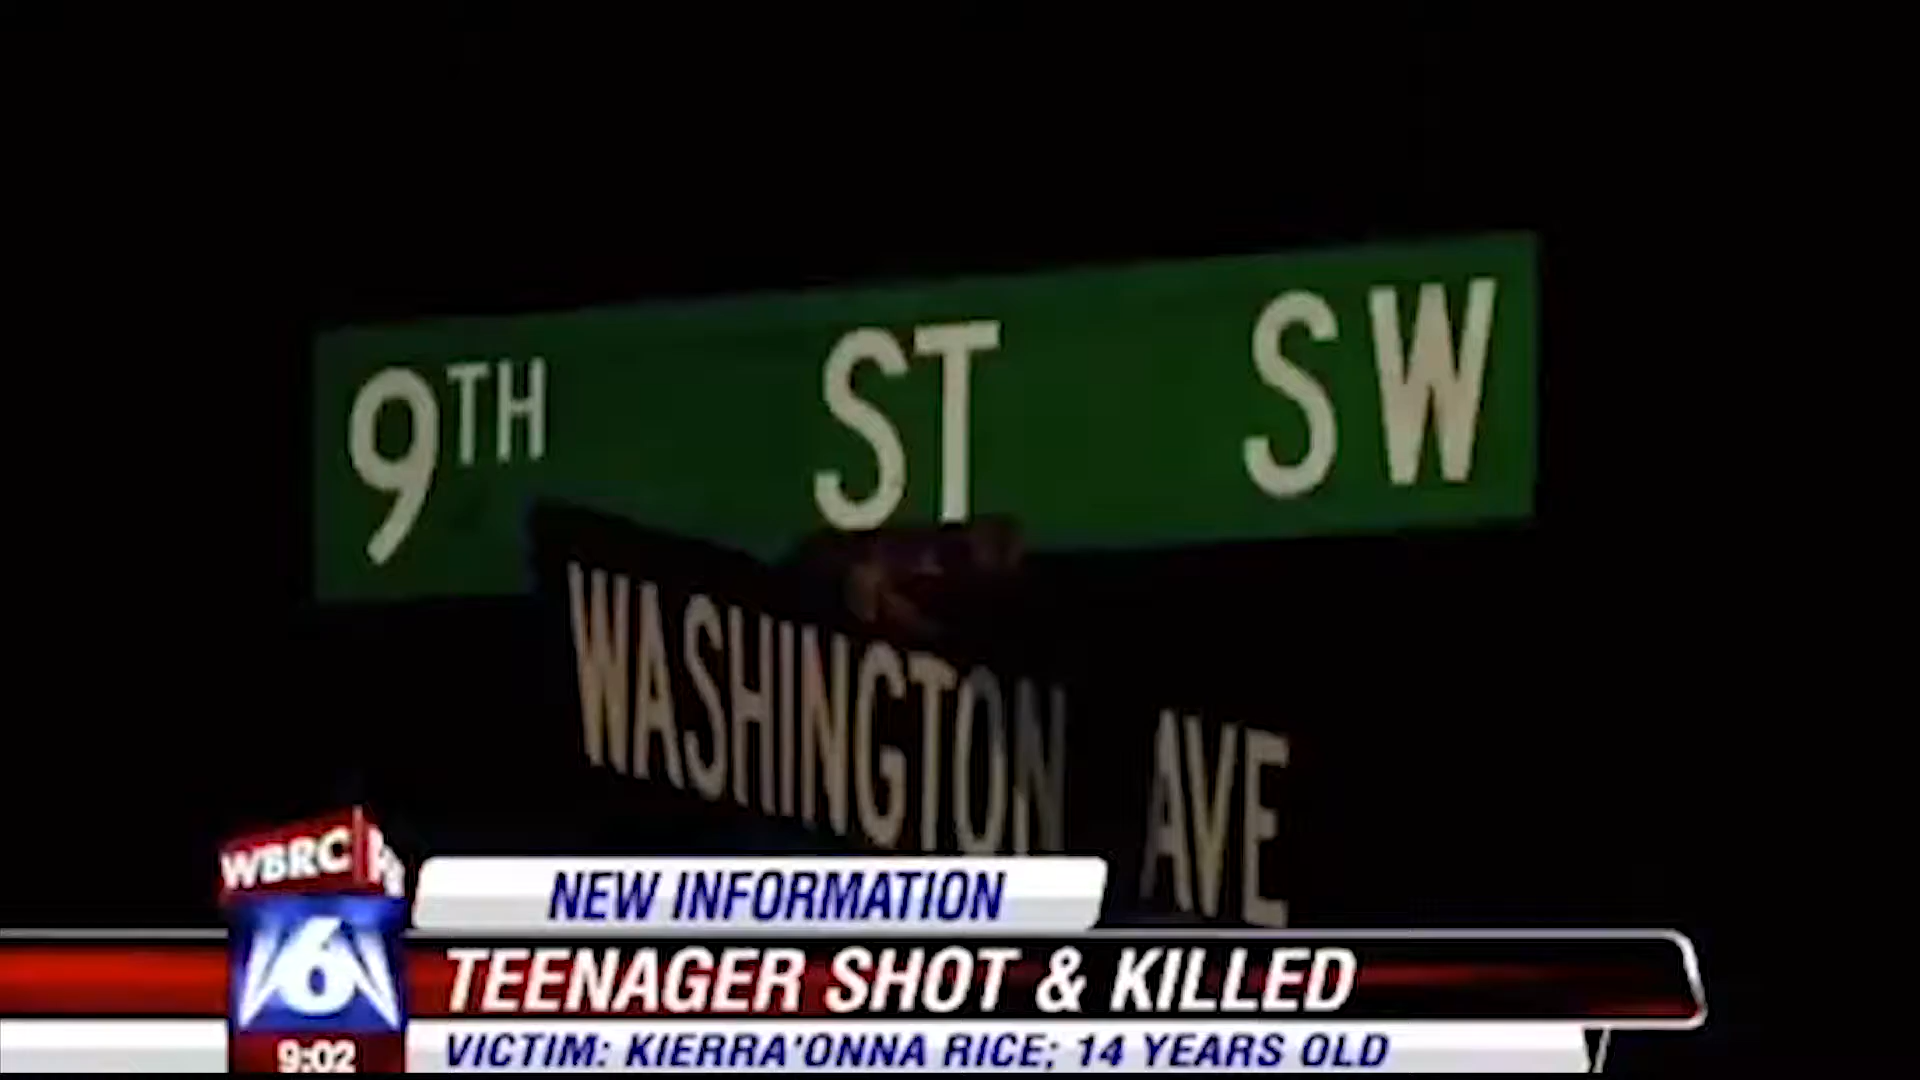 9TH ST SW
WASHINGTON AVE
WBRC
6
NEW INFORMATION
TEENAGER SHOT & KILLED
9:02
VICTIM: KIERRA'ONNA RICE; 14 YEARS OLD